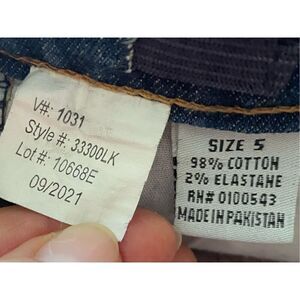 V#: 1031
Style #: 33300LK
Lot#: 10668E
09/2021
SIZE 5
98% COTTON
2% ELASTANE
RN# 0100543
MADE IN PAKISTAN